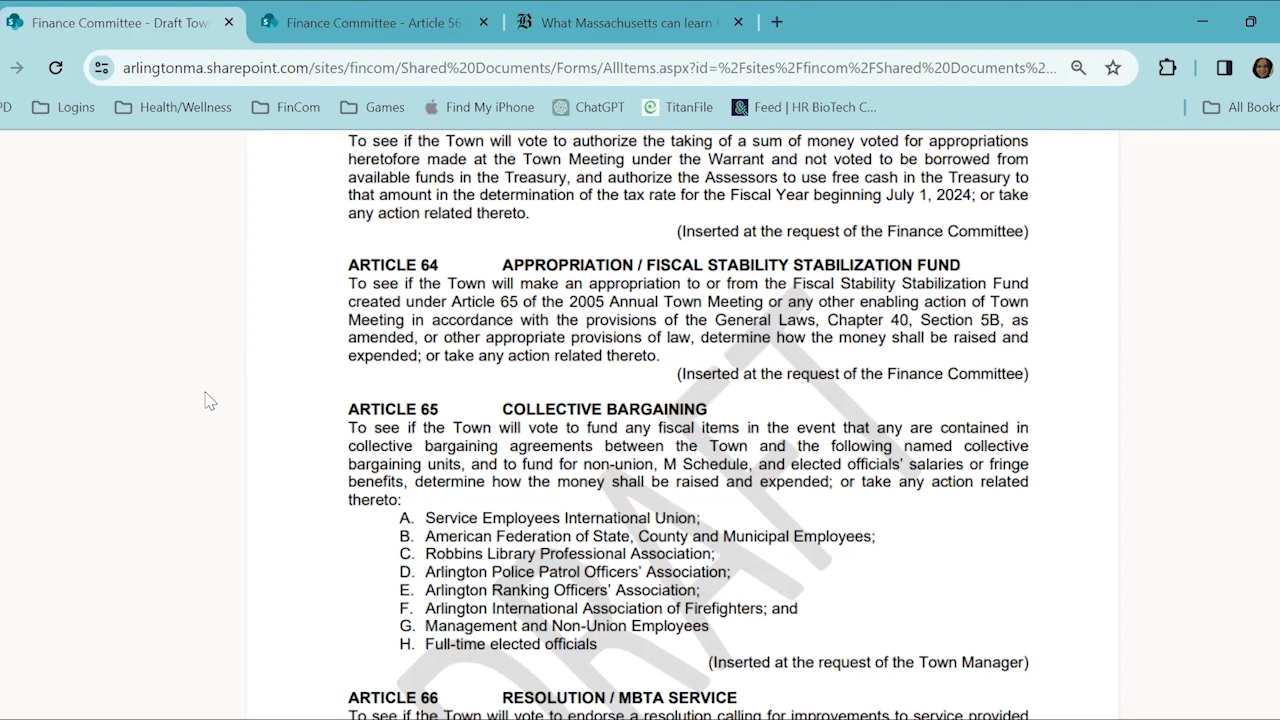 Finance Committee - Draft Tow
Finance Committee - Article 56
What Massachusetts can learn
arlingtonma.sharepoint.com/sites/fincom/Shared%20Documents/Forms/AllItems.aspx?id=%2Fsites%2Ffincom%2FShared%20Documents%2...
PD Logins Health/Wellness FinCom Games Find My iPhone ChatGPT TitanFile Feed | HR BioTech C... All Bookr
To see if the Town will vote to authorize the taking of a sum of money voted for appropriations
heretofore made at the Town Meeting under the Warrant and not voted to be borrowed from
available funds in the Treasury, and authorize the Assessors to use free cash in the Treasury to
that amount in the determination of the tax rate for the Fiscal Year beginning July 1, 2024; or take
any action related thereto.
(Inserted at the request of the Finance Committee)
ARTICLE 64 APPROPRIATION / FISCAL STABILITY STABILIZATION FUND
To see if the Town will make an appropriation to or from the Fiscal Stability Stabilization Fund
created under Article 65 of the 2005 Annual Town Meeting or any other enabling action of Town
Meeting in accordance with the provisions of the General Laws, Chapter 40, Section 5B, as
amended, or other appropriate provisions of law, determine how the money shall be raised and
expended; or take any action related thereto.
(Inserted at the request of the Finance Committee)
ARTICLE 65 COLLECTIVE BARGAINING
To see if the Town will vote to fund any fiscal items in the event that any are contained in
collective bargaining agreements between the Town and the following named collective
bargaining units, and to fund for non-union, M Schedule, and elected officials' salaries or fringe
benefits, determine how the money shall be raised and expended; or take any action related
thereto:
A. Service Employees International Union;
B. American Federation of State, County and Municipal Employees;
C. Robbins Library Professional Association;
D. Arlington Police Patrol Officers' Association;
E. Arlington Ranking Officers' Association;
F. Arlington International Association of Firefighters; and
G. Management and Non-Union Employees
H. Full-time elected officials
(Inserted at the request of the Town Manager)
ARTICLE 66 RESOLUTION / MBTA SERVICE
To see if the Town will vote to endorse a resolution calling for improvements to service provided
DRAFT